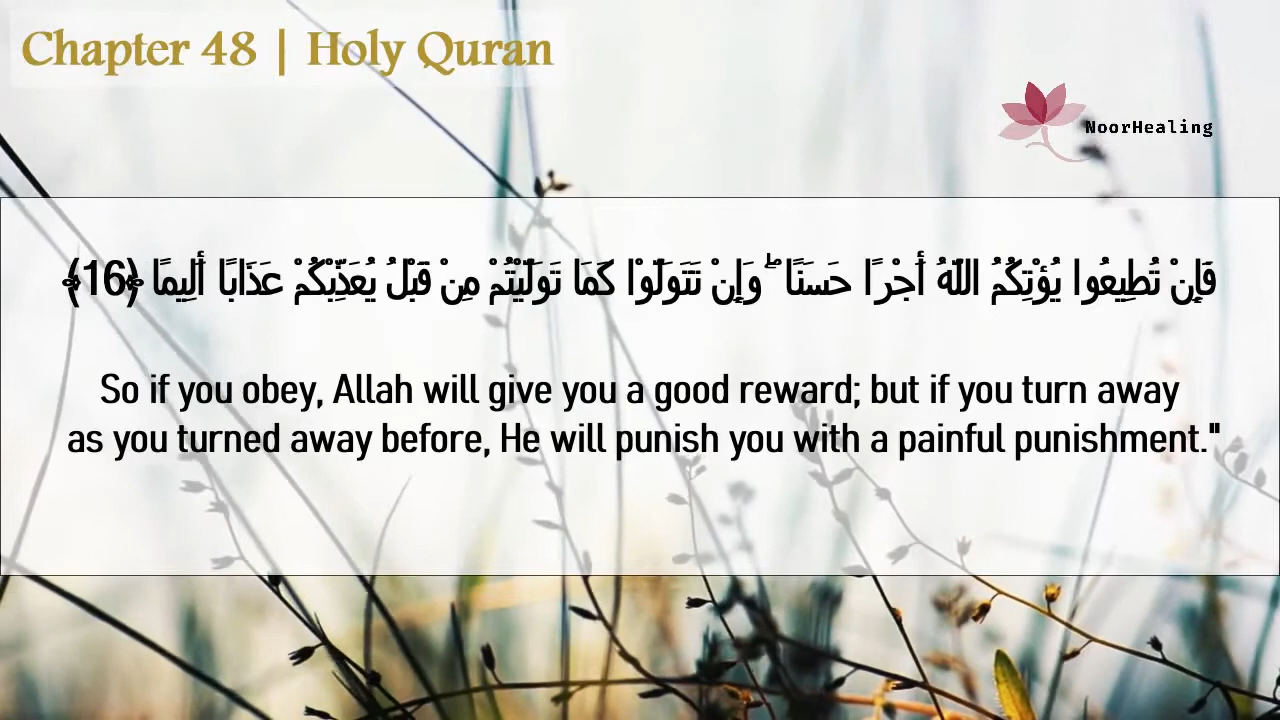 Chapter 48 | Holy Quran
NoorHealing
فَإِنْ تُطِيعُوا يُؤْتِكُمُ اللَّهُ أَجْرًا حَسَنًا ۖ وَإِنْ تَتَوَلَّوْا كَمَا تَوَلَّيْتُمْ مِنْ قَبْلُ يُعَذِّبْكُمْ عَذَابًا أَلِيمًا ﴿16﴾
So if you obey, Allah will give you a good reward; but if you turn away
as you turned away before, He will punish you with a painful punishment."